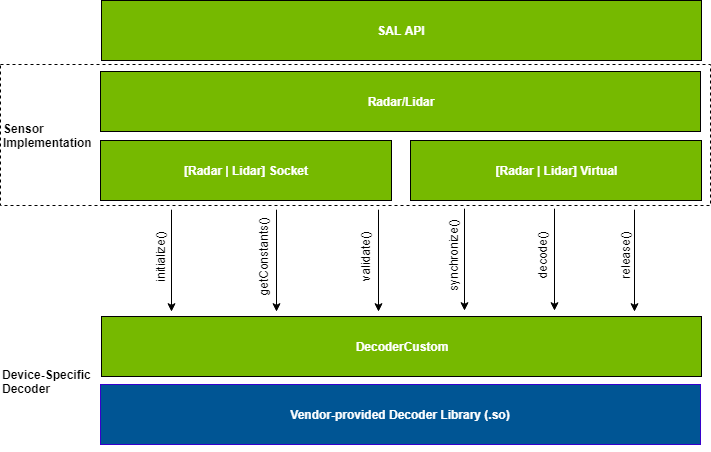 SAL API
Radar/Lidar
Sensor
Implementation
[Radar | Lidar] Socket
[Radar | Lidar] Virtual
initialize()
getConstants()
validate()
synchronize()
decode()
release()
DecoderCustom
Device-Specific
Decoder
Vendor-provided Decoder Library (.so)